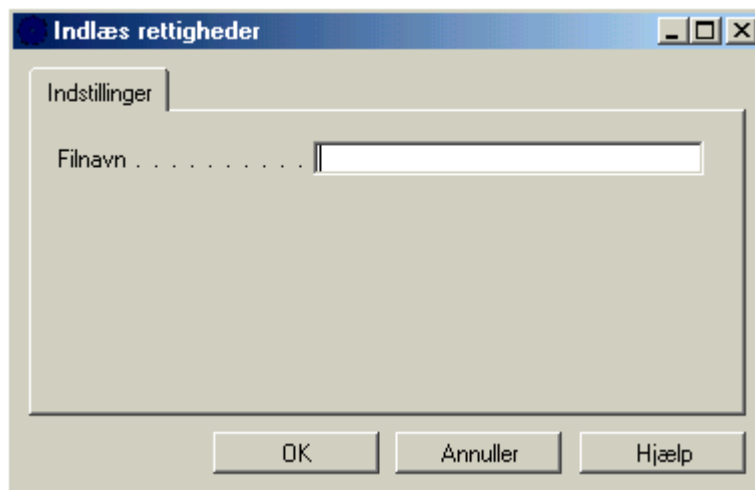 Indlæs rettigheder
Indstillinger
Filnavn . . . . . . . . . .
OK Annuller Hjælp